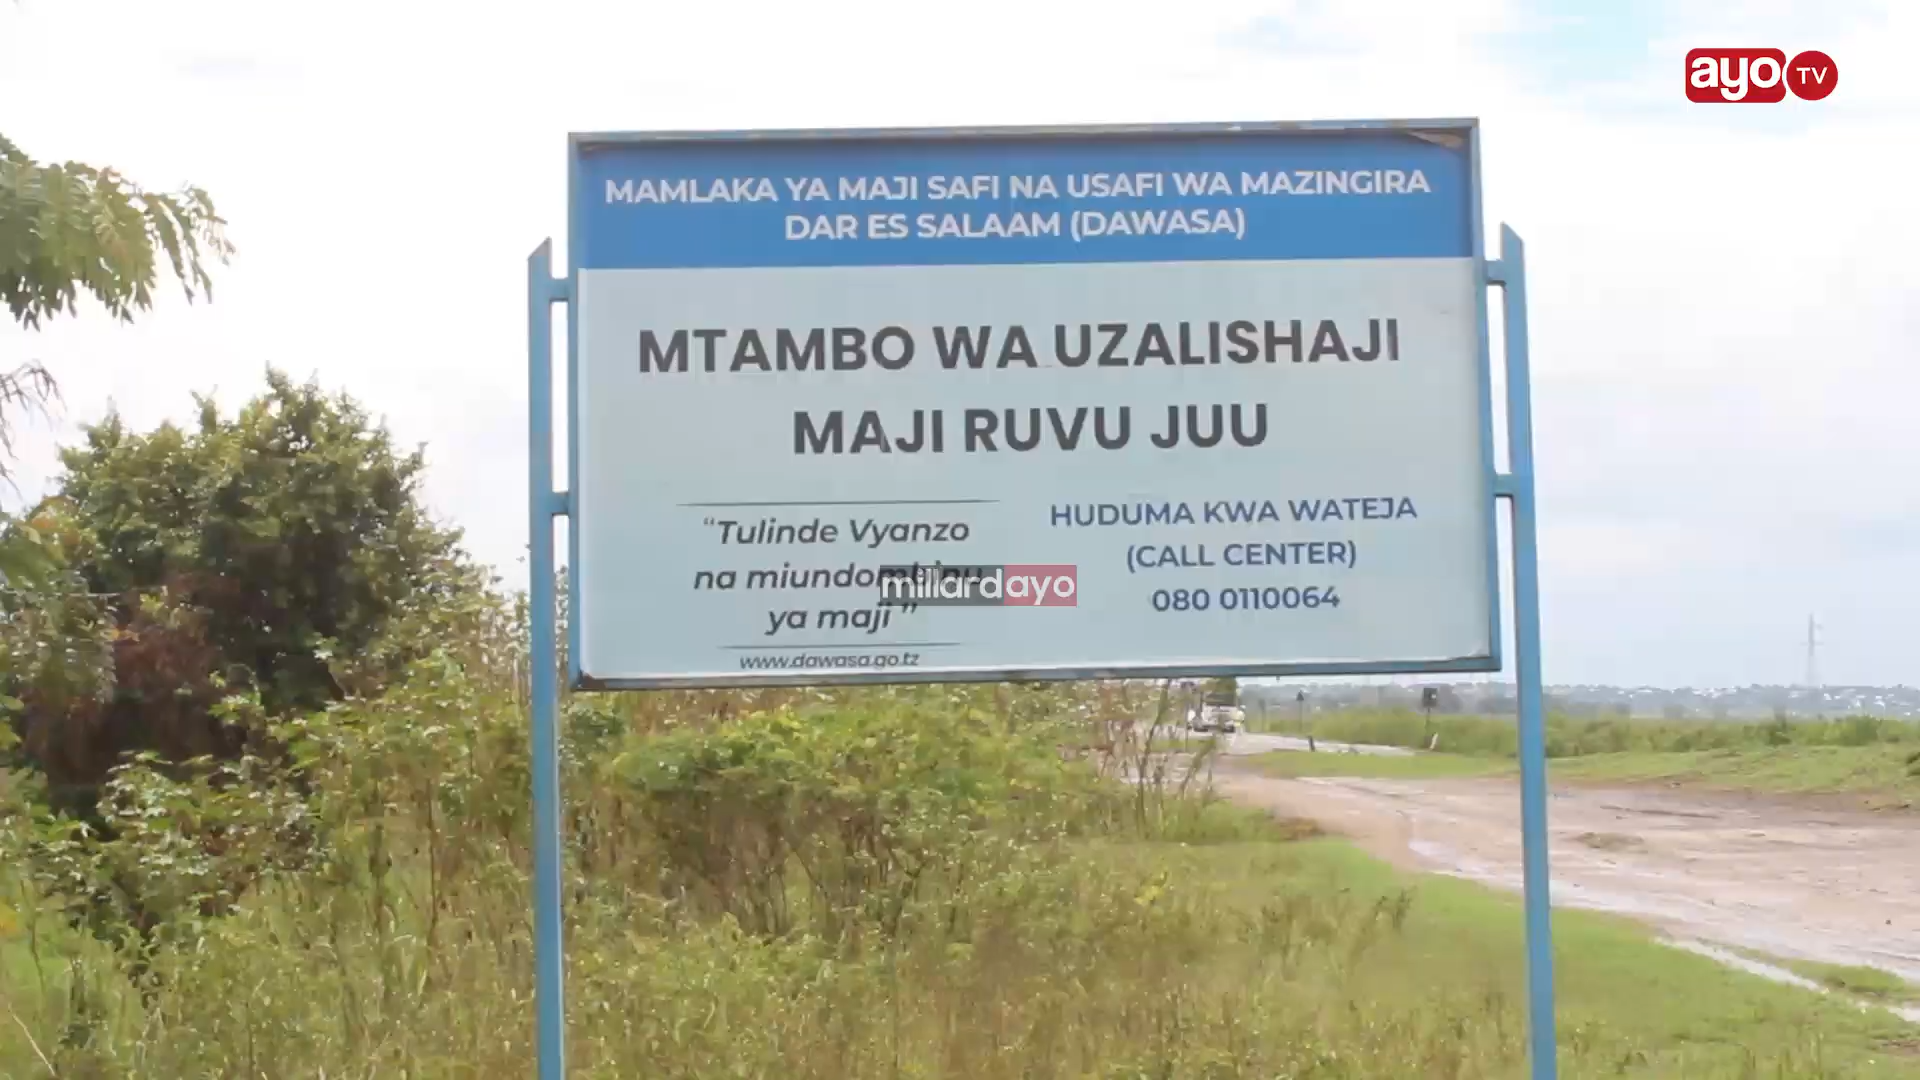 ayo TV
MAMLAKA YA MAJI SAFI NA USAFI WA MAZINGIRA
DAR ES SALAAM (DAWASA)
MTAMBO WA UZALISHAJI
MAJI RUVU JUU
“Tulinde Vyanzo
na miundombinu
ya maji”
www.dawasa.go.tz
HUDUMA KWA WATEJA
(CALL CENTER)
080 0110064
millardayo